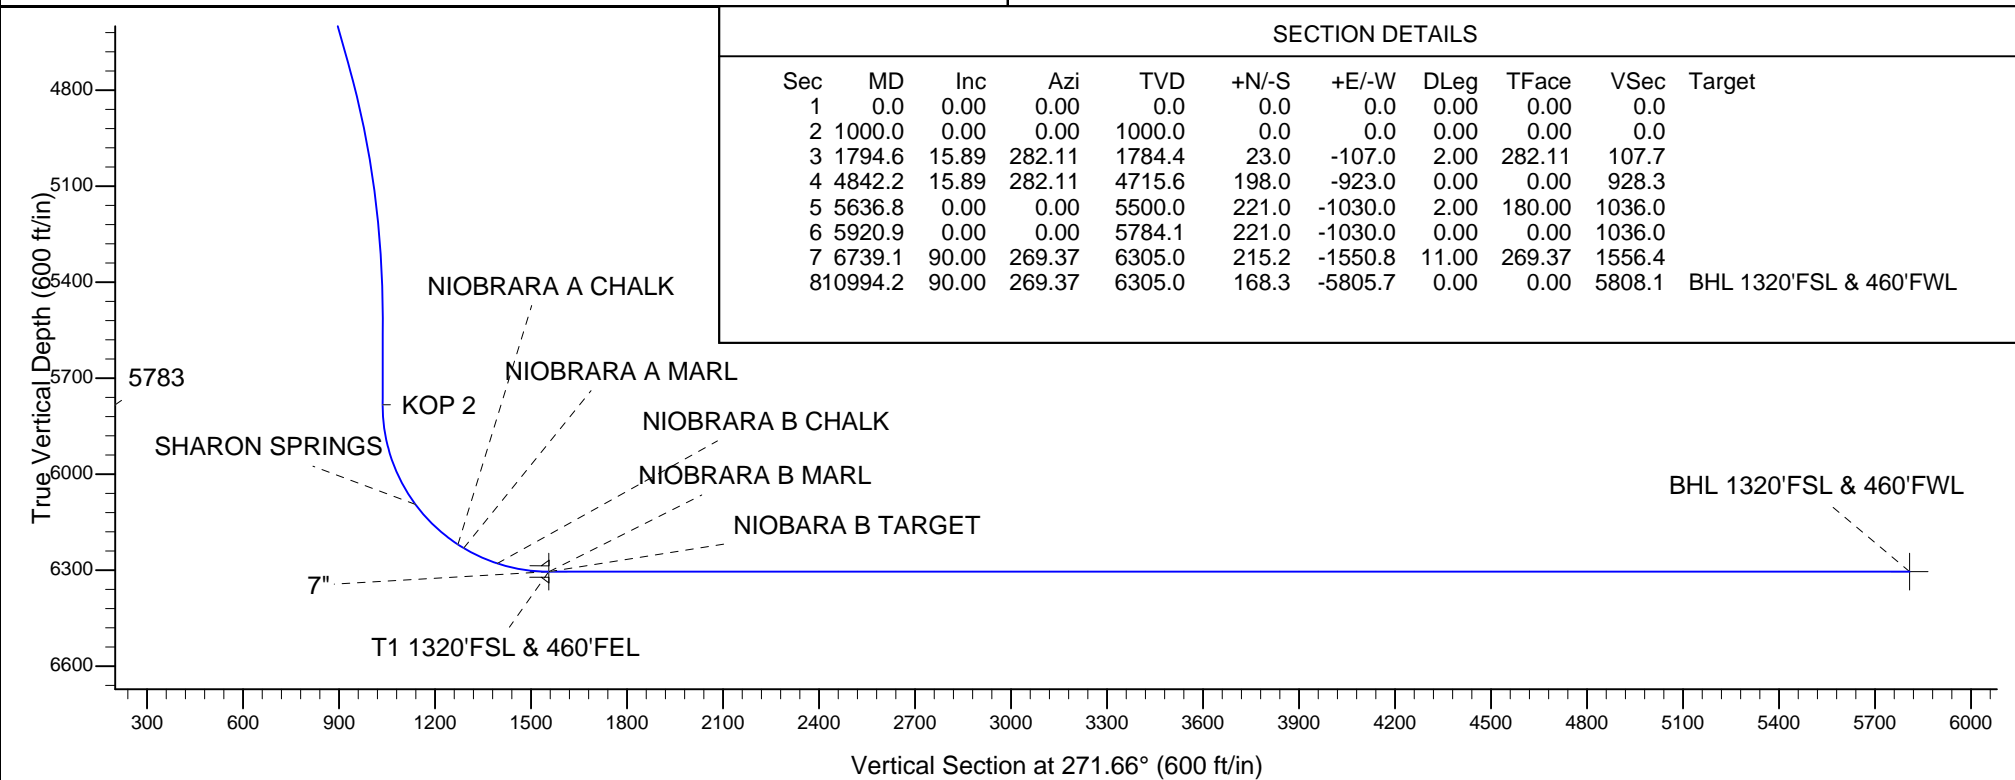 SECTION DETAILS
Sec MD Inc Azi TVD +N/-S +E/-W DLeg TFace VSec Target
1 0.0 0.00 0.00 0.0 0.0 0.0 0.00 0.00 0.0
2 1000.0 0.00 0.00 1000.0 0.0 0.0 0.00 0.00 0.0
3 1794.6 15.89 282.11 1784.4 23.0 -107.0 2.00 282.11 107.7
4 4842.2 15.89 282.11 4715.6 198.0 -923.0 0.00 0.00 928.3
5 5636.8 0.00 0.00 5500.0 221.0 -1030.0 2.00 180.00 1036.0
6 5920.9 0.00 0.00 5784.1 221.0 -1030.0 0.00 0.00 1036.0
7 6739.1 90.00 269.37 6305.0 215.2 -1550.8 11.00 269.37 1556.4
810994.2 90.00 269.37 6305.0 168.3 -5805.7 0.00 0.00 5808.1 BHL 1320'FSL & 460'FWL
True Vertical Depth (600 ft/in)
4800
5100
5400
5700
6000
6300
6600
5783
KOP 2
NIOBRARA A CHALK
NIOBRARA A MARL
NIOBRARA B CHALK
SHARON SPRINGS
NIOBRARA B MARL
NIOBARA B TARGET
BHL 1320'FSL & 460'FWL
7"
T1 1320'FSL & 460'FEL
300 600 900 1200 1500 1800 2100 2400 2700 3000 3300 3600 3900 4200 4500 4800 5100 5400 5700 6000
Vertical Section at 271.66° (600 ft/in)